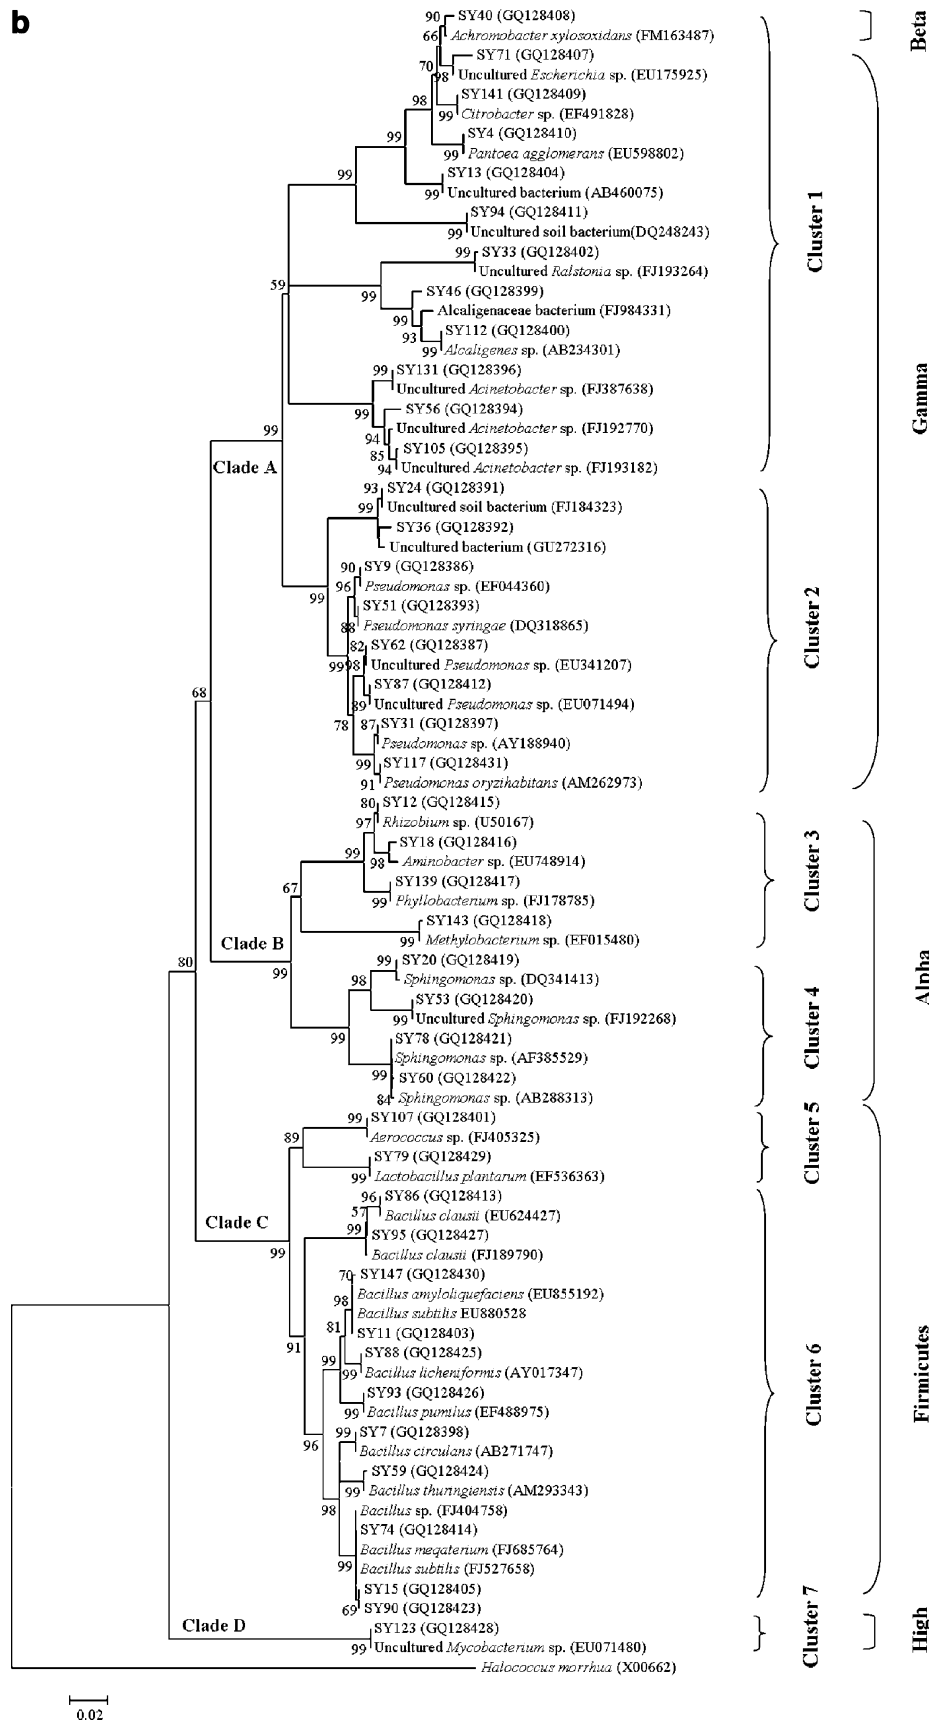 b
90
SY40 (GQ128408)
Beta
66
Achromobacter xylosoxidans (FM163487)
SY71 (GQ128407)
70
98
Uncultured Escherichia sp. (EU175925)
SY141 (GQ128409)
98
99
Citrobacter sp. (EF491828)
SY4 (GQ128410)
99
99
Pantoea agglomerans (EU598802)
SY13 (GQ128404)
99
99
Uncultured bacterium (AB460075)
SY94 (GQ128411)
99
Uncultured soil bacterium(DQ248243)
Cluster 1
99
SY33 (GQ128402)
Uncultured Ralstonia sp. (FJ193264)
59
99
SY46 (GQ128399)
99
Alcaligenaceae bacterium (FJ984331)
93
SY112 (GQ128400)
99
Alcaligenes sp. (AB234301)
99
SY131 (GQ128396)
Uncultured Acinetobacter sp. (FJ387638)
Gamma
99
SY56 (GQ128394)
99
94
Uncultured Acinetobacter sp. (FJ192770)
85
SY105 (GQ128395)
Clade A
94
Uncultured Acinetobacter sp. (FJ193182)
93
SY24 (GQ128391)
99
Uncultured soil bacterium (FJ184323)
SY36 (GQ128392)
Uncultured bacterium (GU272316)
90
SY9 (GQ128386)
96
Pseudomonas sp. (EF044360)
99
SY51 (GQ128393)
88
Pseudomonas syringae (DQ318865)
Cluster 2
82
SY62 (GQ128387)
99
98
Uncultured Pseudomonas sp. (EU341207)
SY87 (GQ128412)
68
89
Uncultured Pseudomonas sp. (EU071494)
78
87
SY31 (GQ128397)
Pseudomonas sp. (AY188940)
99
SY117 (GQ128431)
91
Pseudomonas oryzihabitans (AM262973)
80
SY12 (GQ128415)
97
Rhizobium sp. (U50167)
SY18 (GQ128416)
99
98
Aminobacter sp. (EU748914)
Cluster 3
67
SY139 (GQ128417)
99
Phyllobacterium sp. (FJ178785)
SY143 (GQ128418)
Clade B
99
Methylobacterium sp. (EF015480)
80
99
99
SY20 (GQ128419)
98
Sphingomonas sp. (DQ341413)
Alpha
SY53 (GQ128420)
99
Uncultured Sphingomonas sp. (FJ192268)
Cluster 4
99
SY78 (GQ128421)
Sphingomonas sp. (AF385529)
99
SY60 (GQ128422)
84
Sphingomonas sp. (AB288313)
99
SY107 (GQ128401)
89
Aerococcus sp. (FJ405325)
Cluster 5
SY79 (GQ128429)
99
Lactobacillus plantarum (EF536363)
96
SY86 (GQ128413)
57
Bacillus clausii (EU624427)
Clade C
99
SY95 (GQ128427)
99
Bacillus clausii (FJ189790)
70
SY147 (GQ128430)
98
Bacillus amyloliquefaciens (EU855192)
Bacillus subtilis EU880528
81
SY11 (GQ128403)
91
SY88 (GQ128425)
99
99
Bacillus licheniformis (AY017347)
Cluster 6
SY93 (GQ128426)
99
Bacillus pumilus (EF488975)
Firmicutes
99
SY7 (GQ128398)
96
Bacillus circulans (AB271747)
SY59 (GQ128424)
99
Bacillus thuringiensis (AM293343)
98
Bacillus sp. (FJ404758)
SY74 (GQ128414)
Bacillus megaterium (FJ685764)
99
Bacillus subtilis (FJ527658)
SY15 (GQ128405)
69
SY90 (GQ128423)
Clade D
SY123 (GQ128428)
Cluster 7
High
99
Uncultured Mycobacterium sp. (EU071480)
Halococcus morrhua (X00662)
0.02